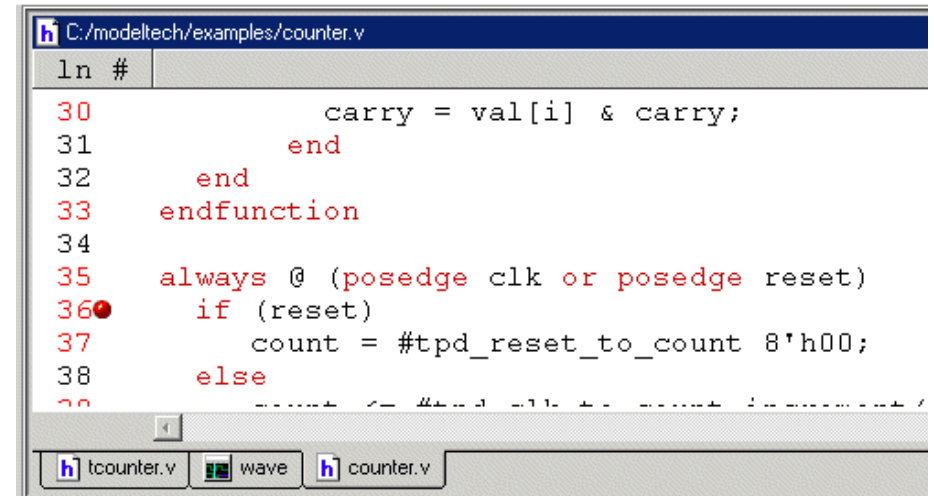 C:/modeltech/examples/counter.v
ln #
30 carry = val[i] & carry;
31 end
32 end
33 endfunction
34
35 always @ (posedge clk or posedge reset)
36 if (reset)
37 count = #tpd_reset_to_count 8'h00;
38 else
tcounter.v wave counter.v